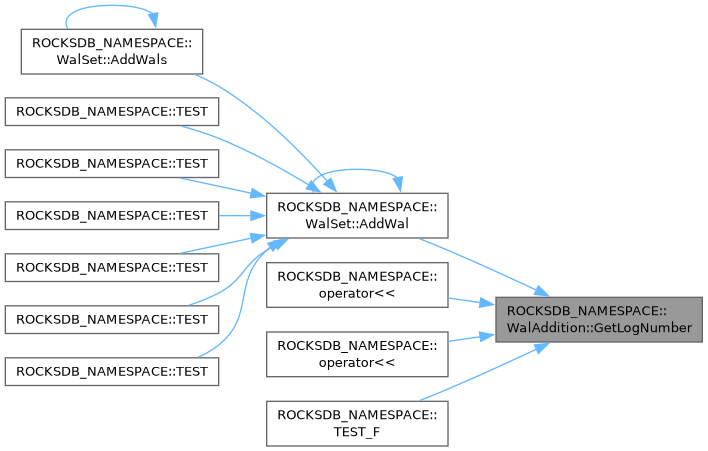 ROCKSDB_NAMESPACE::
WalSet::AddWals
ROCKSDB_NAMESPACE::TEST
ROCKSDB_NAMESPACE::TEST
ROCKSDB_NAMESPACE::TEST
ROCKSDB_NAMESPACE::TEST
ROCKSDB_NAMESPACE::TEST
ROCKSDB_NAMESPACE::TEST
ROCKSDB_NAMESPACE::
WalSet::AddWal
ROCKSDB_NAMESPACE::
operator<<
ROCKSDB_NAMESPACE::
operator<<
ROCKSDB_NAMESPACE::
TEST_F
ROCKSDB_NAMESPACE::
WalAddition::GetLogNumber